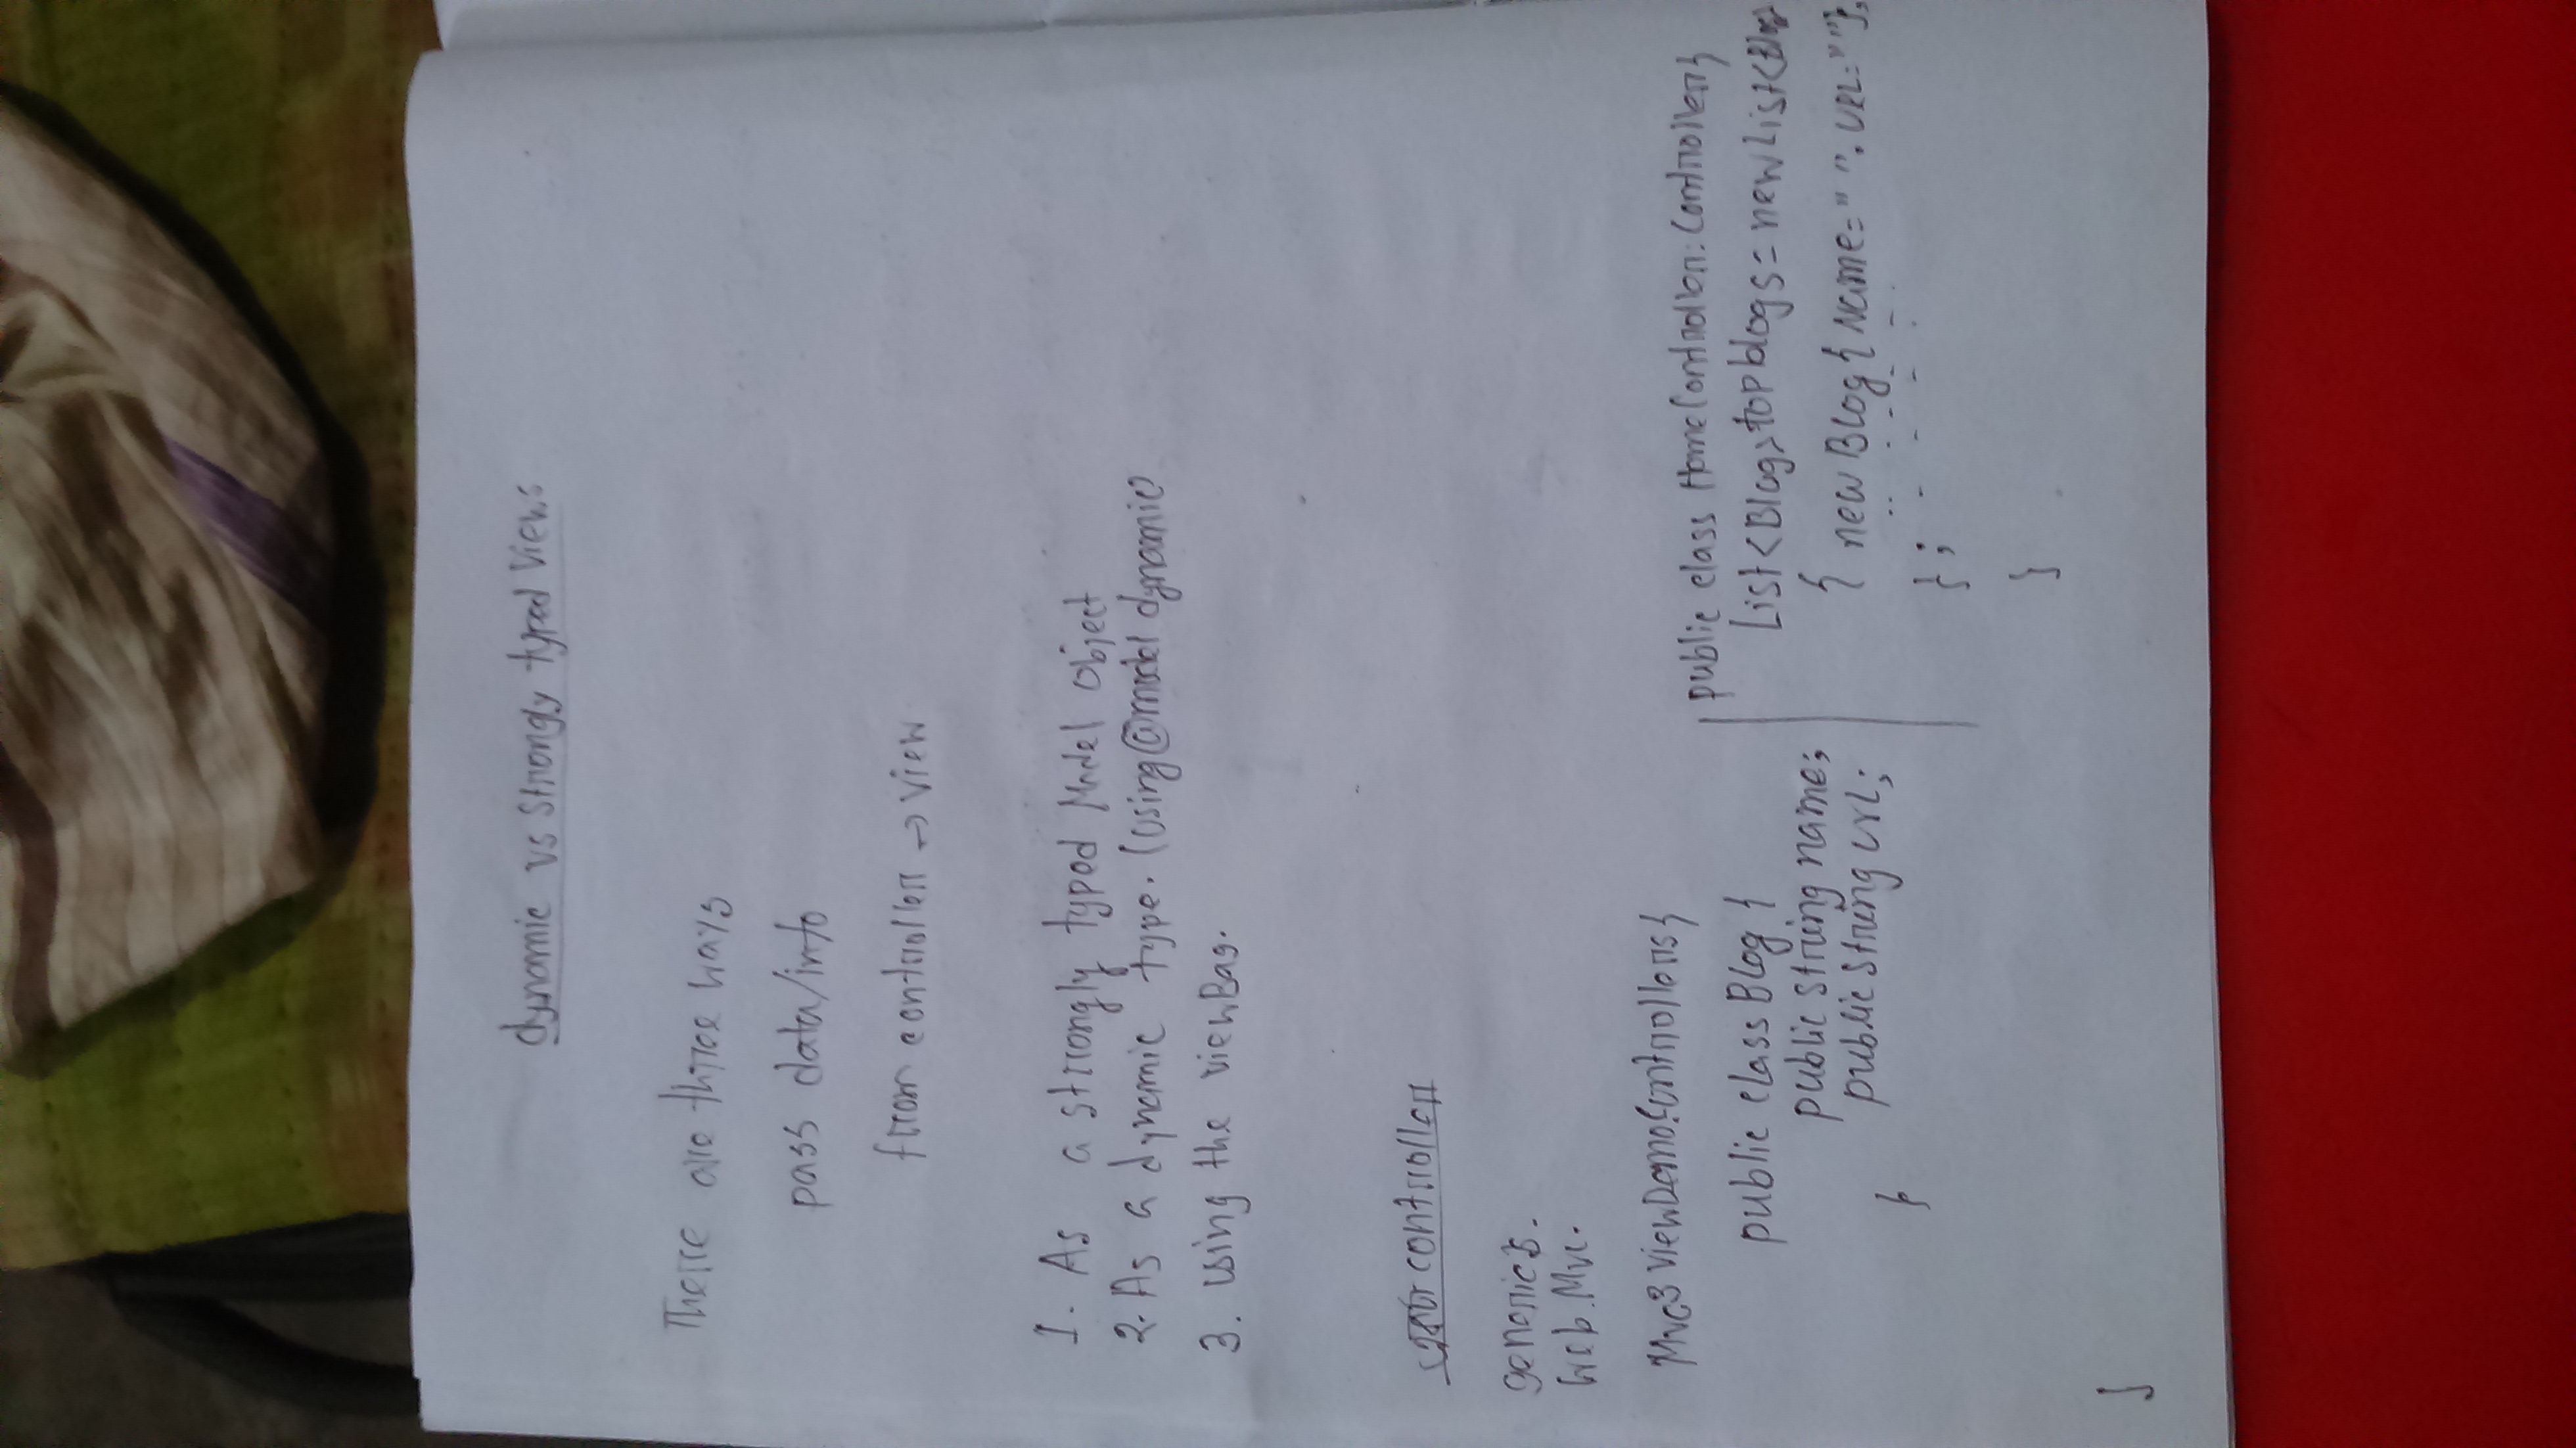 dynamic vs Strongly typed Views
There are three ways
pass data/info
from controller → view
1. As a strongly typed Model Object
2. As a dynamic type. (using @model dynamic)
3. using the viewBag.
controller
generics.
Web.Mvc.
Mvc3ViewDemo.Controllers{
public class Blog {
public string name;
public string url;
}
public class HomeController: Controller{
List<Blog> topblogs = new List<Blog>
{ new Blog { Name = " ", URL = " "},
};
}
}